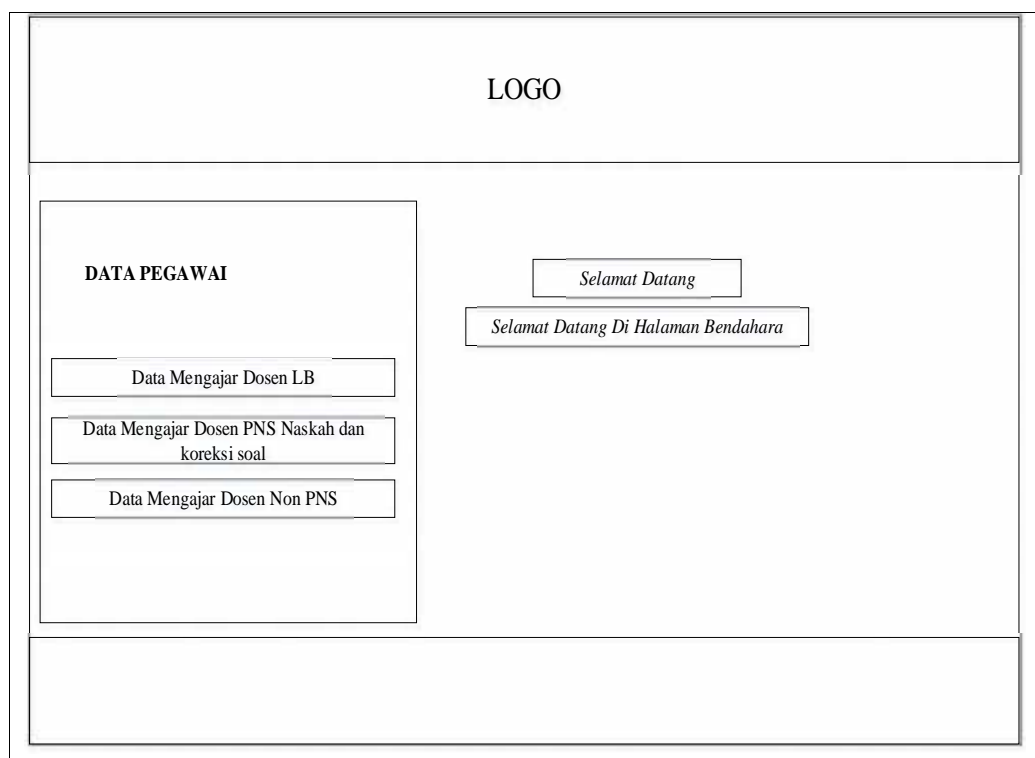 LOGO
DATA PEGAWAI
Data Mengajar Dosen LB
Data Mengajar Dosen PNS Naskah dan
koreksi soal
Data Mengajar Dosen Non PNS
Selamat Datang
Selamat Datang Di Halaman Bendahara